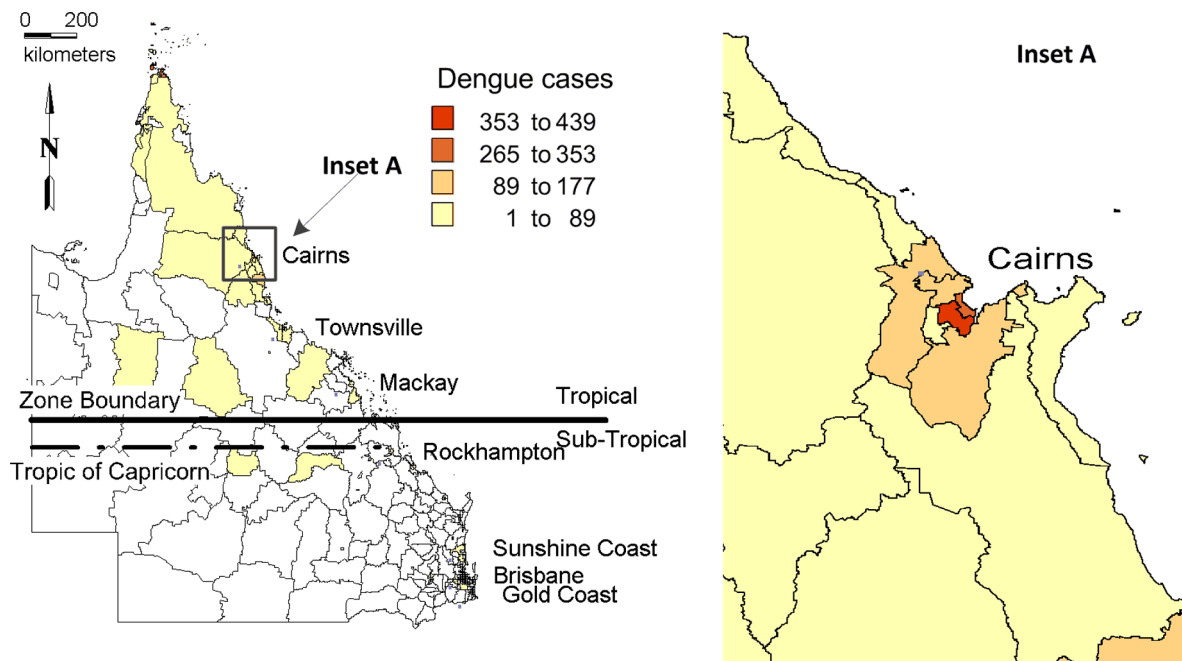 0 200
kilometers
N
Inset A
Dengue cases
353 to 439
265 to 353
89 to 177
1 to 89
Cairns
Townsville
Mackay
Zone Boundary
Tropical
Sub-Tropical
Rockhampton
Tropic of Capricorn
Sunshine Coast
Brisbane
Gold Coast
Inset A
Cairns